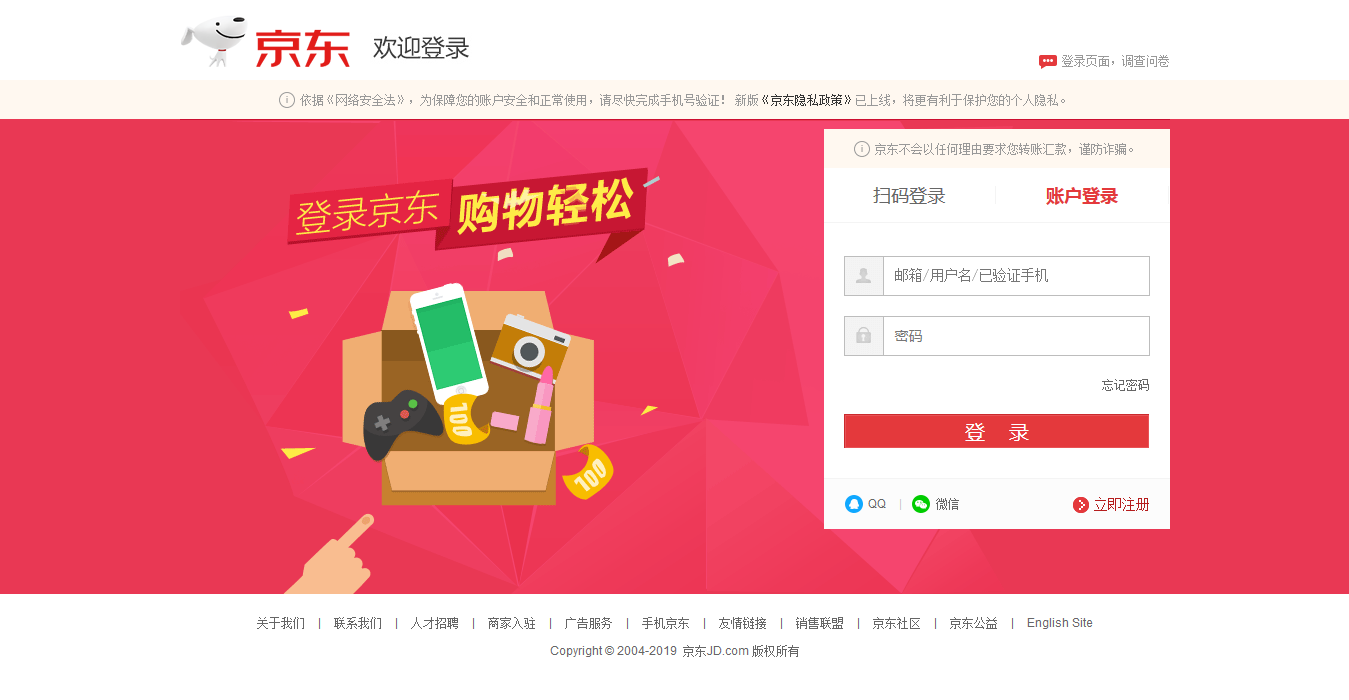 京东 欢迎登录
登录页面，调查问卷
依据《网络安全法》，为保障您的账户安全和正常使用，请尽快完成手机号验证！ 新版《京东隐私政策》已上线，将更有利于保护您的个人隐私。
登录京东 购物轻松
100
100
京东不会以任何理由要求您转账汇款，谨防诈骗。
扫码登录 账户登录
邮箱/用户名/已验证手机
密码
忘记密码
登 录
QQ | 微信 立即注册
关于我们 | 联系我们 | 人才招聘 | 商家入驻 | 广告服务 | 手机京东 | 友情链接 | 销售联盟 | 京东社区 | 京东公益 | English Site
Copyright © 2004-2019 京东JD.com 版权所有